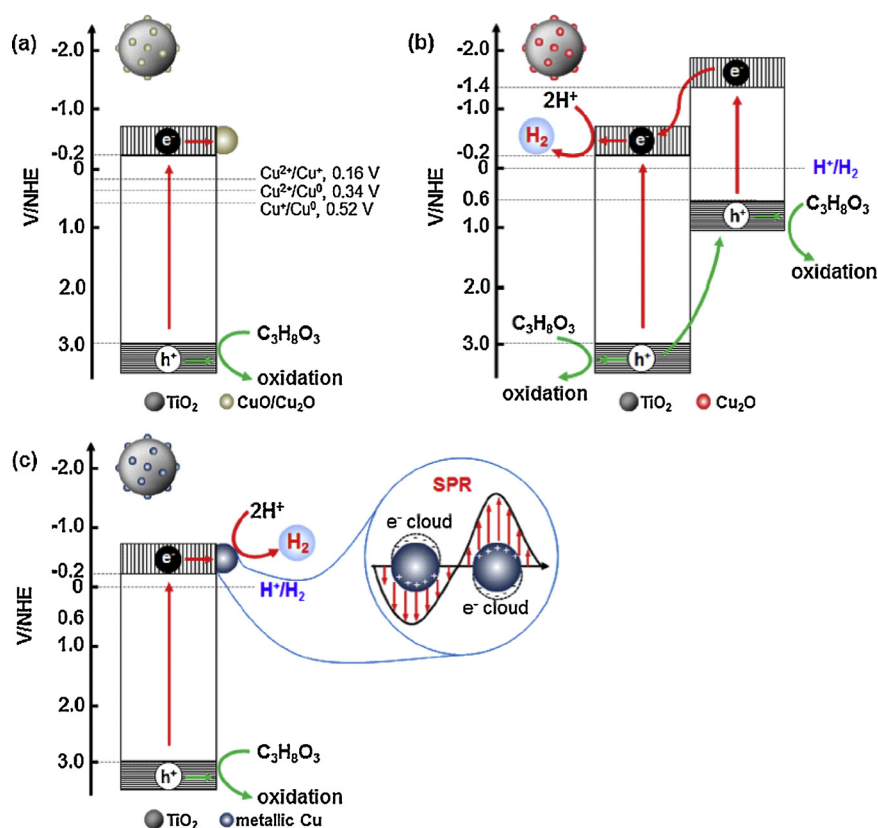 (a)
V/NHE
-2.0
-1.0
-0.2
0
1.0
2.0
3.0
e⁻
Cu²⁺/Cu⁺, 0.16 V
Cu²⁺/Cu⁰, 0.34 V
Cu⁺/Cu⁰, 0.52 V
h⁺
C₃H₈O₃
oxidation
TiO₂ CuO/Cu₂O
(b)
V/NHE
-2.0
-1.4
-1.0
-0.2
0
0.6
1.0
2.0
3.0
e⁻
2H⁺
H₂
e⁻
H⁺/H₂
h⁺
C₃H₈O₃
oxidation
C₃H₈O₃
h⁺
oxidation
TiO₂ Cu₂O
(c)
V/NHE
-2.0
-1.0
-0.2
0
0.6
1.0
2.0
3.0
2H⁺
H₂
e⁻
H⁺/H₂
SPR
e⁻ cloud
- - -
+ + + + +
+ + + + +
- - -
e⁻ cloud
h⁺
C₃H₈O₃
oxidation
TiO₂ metallic Cu